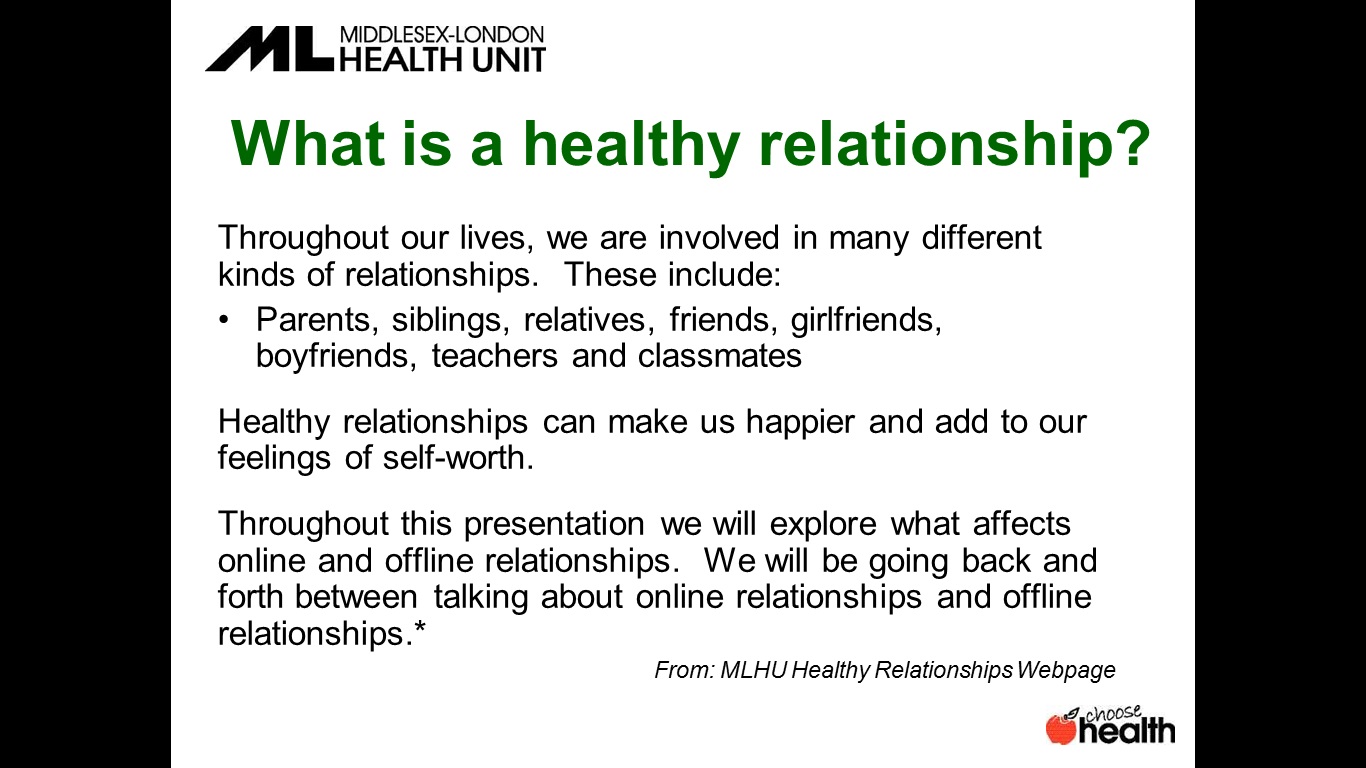 MIDDLESEX-LONDON
ML HEALTH UNIT
What is a healthy relationship?
Throughout our lives, we are involved in many different
kinds of relationships.  These include:
• Parents, siblings, relatives, friends, girlfriends,
boyfriends, teachers and classmates
Healthy relationships can make us happier and add to our
feelings of self-worth.
Throughout this presentation we will explore what affects
online and offline relationships.  We will be going back and
forth between talking about online relationships and offline
relationships.*
From: MLHU Healthy Relationships Webpage
choose
health